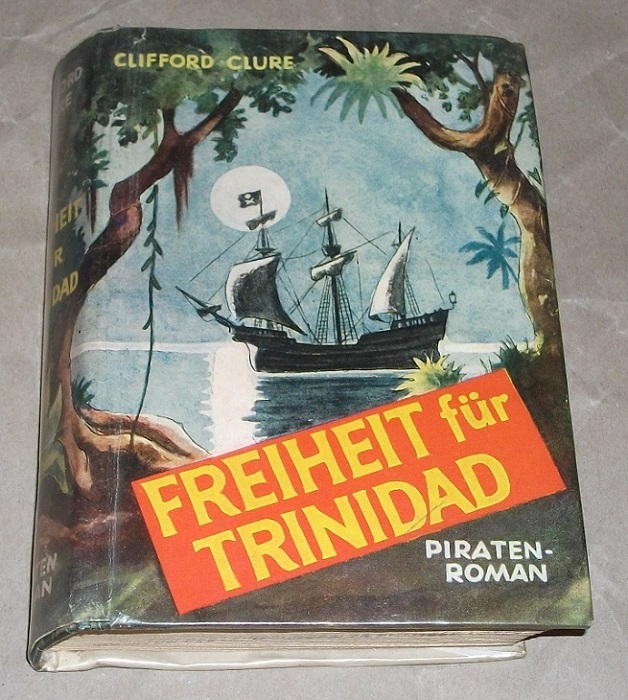 CLIFFORD CLURE
FREIHEIT für
TRINIDAD
PIRATEN-
ROMAN